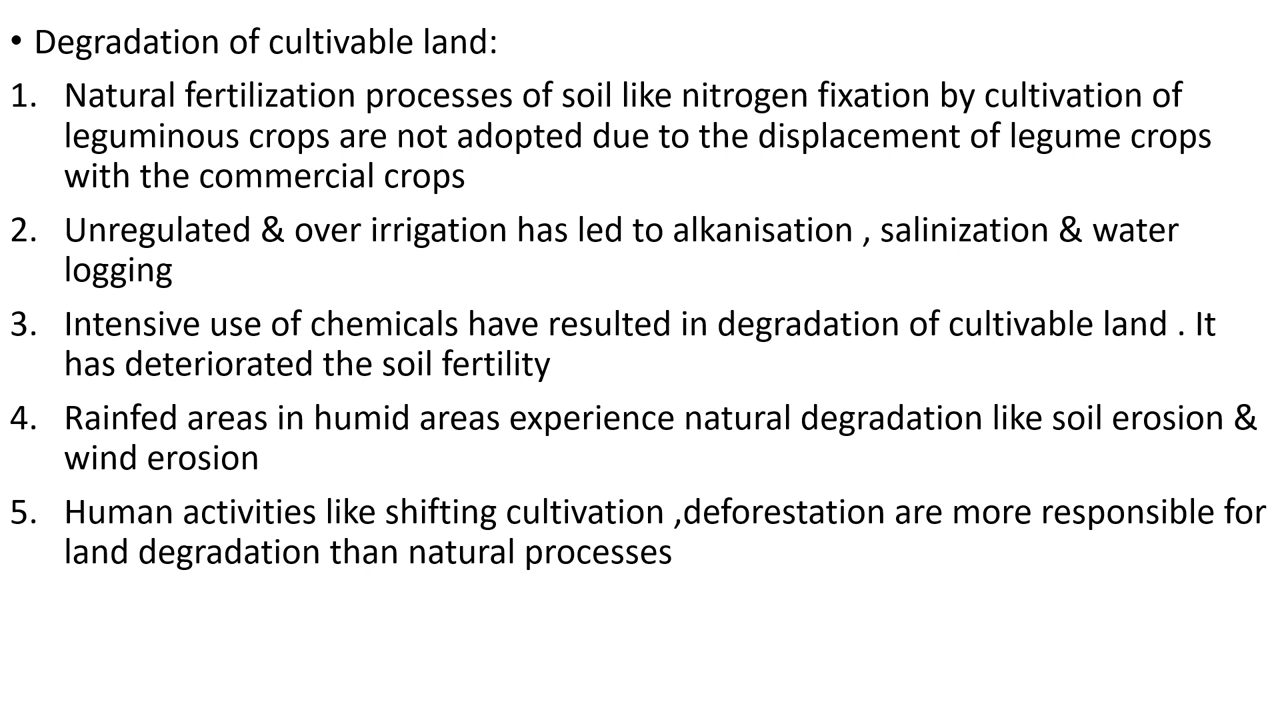 • Degradation of cultivable land:
1. Natural fertilization processes of soil like nitrogen fixation by cultivation of
leguminous crops are not adopted due to the displacement of legume crops
with the commercial crops
2. Unregulated & over irrigation has led to alkanisation , salinization & water
logging
3. Intensive use of chemicals have resulted in degradation of cultivable land . It
has deteriorated the soil fertility
4. Rainfed areas in humid areas experience natural degradation like soil erosion &
wind erosion
5. Human activities like shifting cultivation ,deforestation are more responsible for
land degradation than natural processes